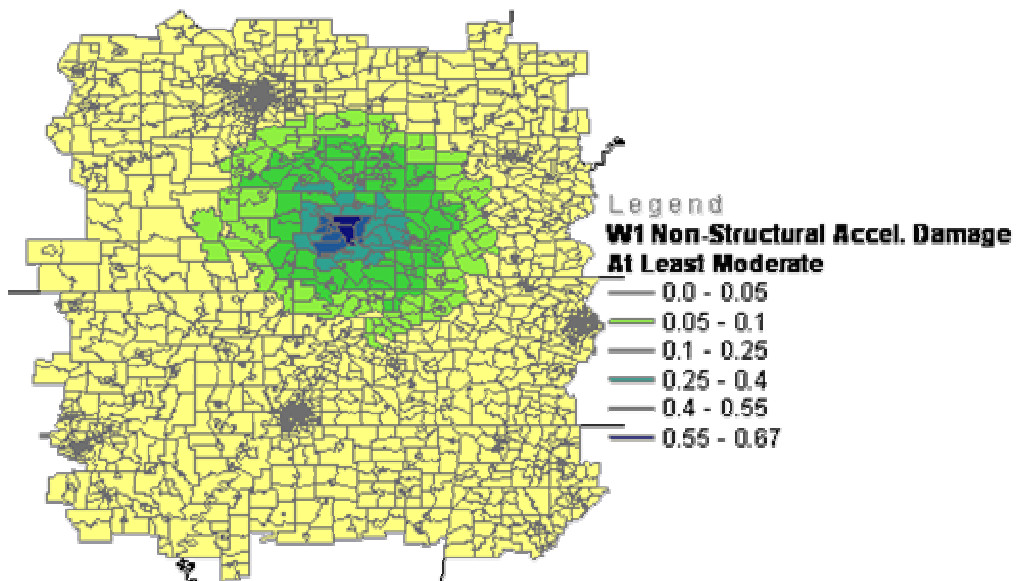 Legend
W1 Non-Structural Accel. Damage
At Least Moderate
0.0 - 0.05
0.05 - 0.1
0.1 - 0.25
0.25 - 0.4
0.4 - 0.55
0.55 - 0.67